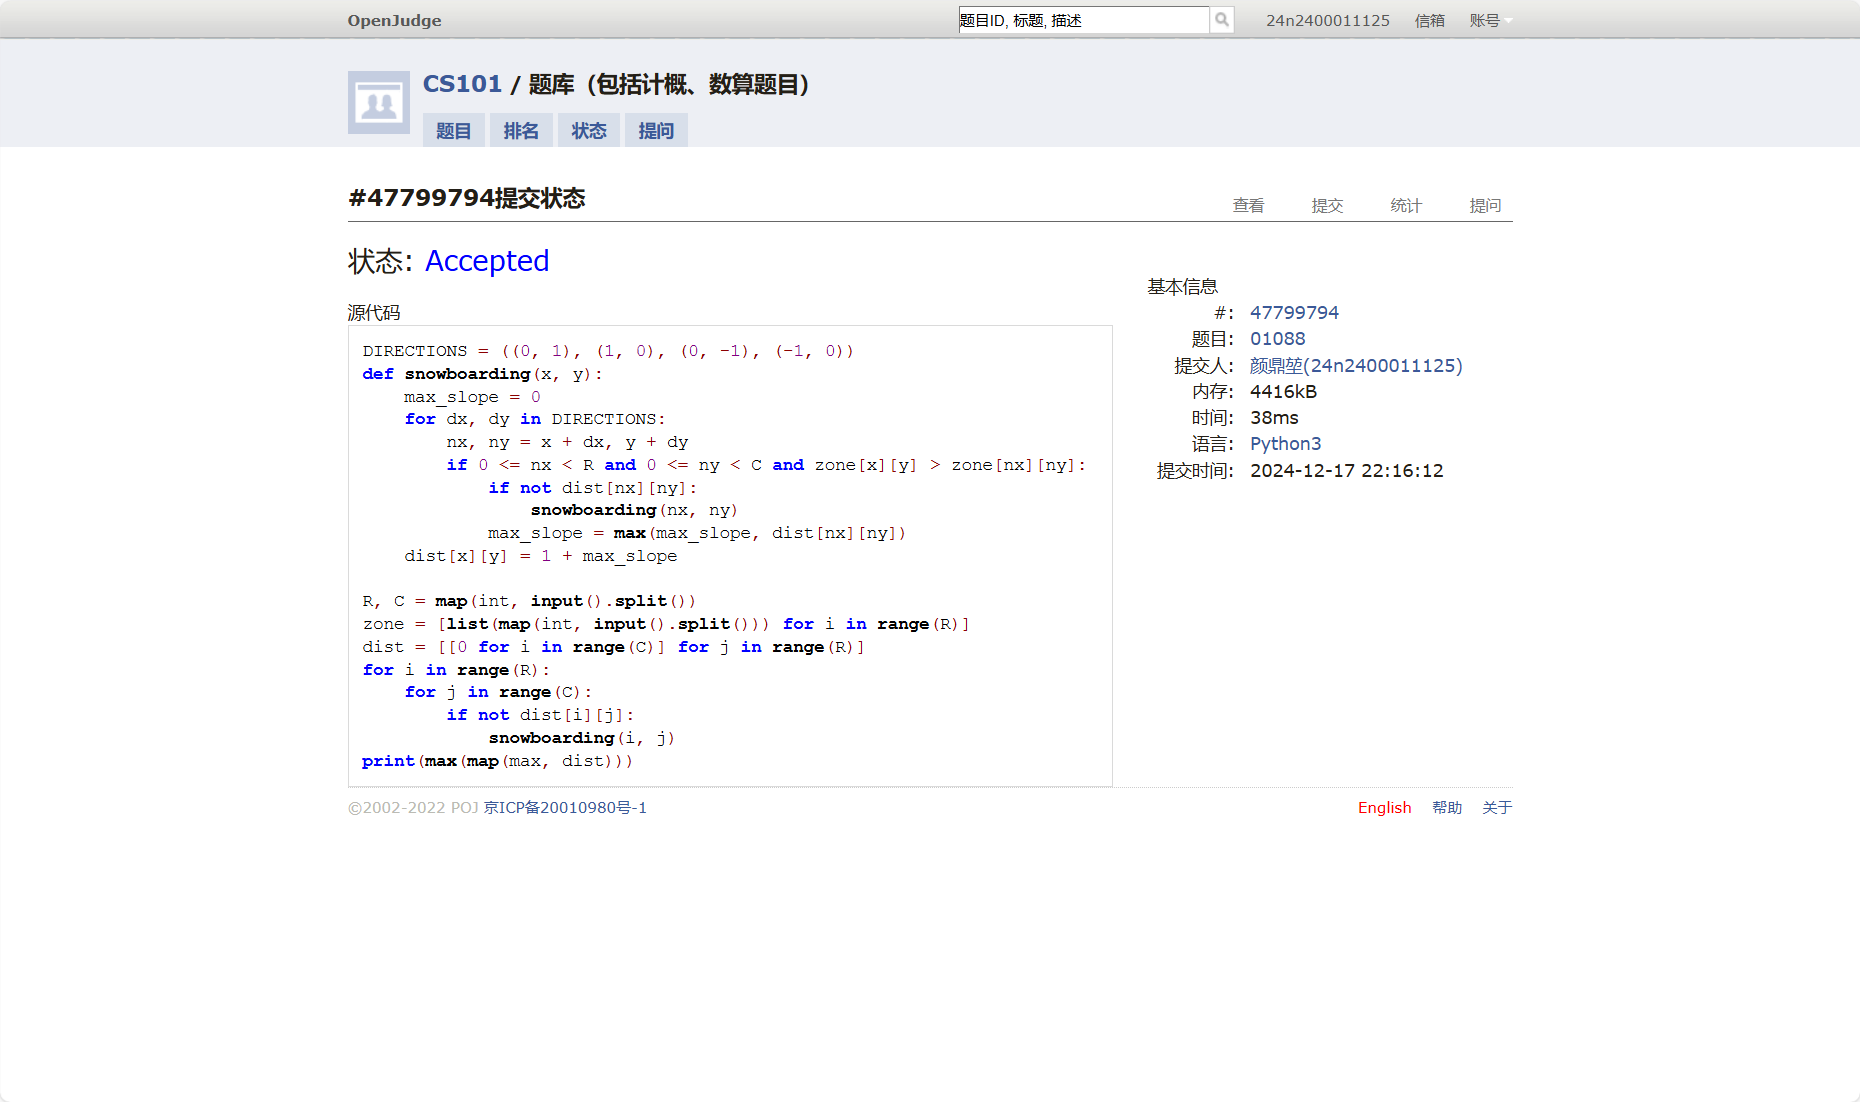 OpenJudge
题目ID, 标题, 描述
24n2400011125 信箱 账号
CS101 / 题库（包括计概、数算题目）
题目 排名 状态 提问
#47799794提交状态
查看 提交 统计 提问
状态: Accepted
基本信息
#: 47799794
题目: 01088
提交人: 颜鼎堃(24n2400011125)
内存: 4416kB
时间: 38ms
语言: Python3
提交时间: 2024-12-17 22:16:12
源代码
DIRECTIONS = ((0, 1), (1, 0), (0, -1), (-1, 0))
def snowboarding(x, y):
    max_slope = 0
    for dx, dy in DIRECTIONS:
        nx, ny = x + dx, y + dy
        if 0 <= nx < R and 0 <= ny < C and zone[x][y] > zone[nx][ny]:
            if not dist[nx][ny]:
                snowboarding(nx, ny)
            max_slope = max(max_slope, dist[nx][ny])
    dist[x][y] = 1 + max_slope
R, C = map(int, input().split())
zone = [list(map(int, input().split())) for i in range(R)]
dist = [[0 for i in range(C)] for j in range(R)]
for i in range(R):
    for j in range(C):
        if not dist[i][j]:
            snowboarding(i, j)
print(max(map(max, dist)))
©2002-2022 POJ 京ICP备20010980号-1
English 帮助 关于